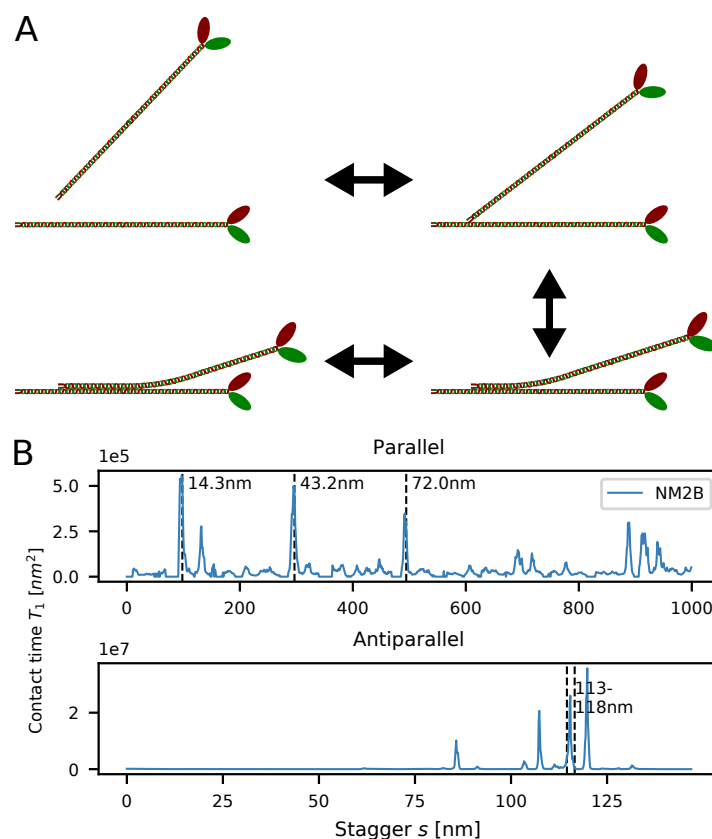 A
B
Parallel
1e5
14.3nm
43.2nm
72.0nm
NM2B
5.0
2.5
0.0
0
200
400
600
800
1000
Contact time T₁ [nm²]
Antiparallel
1e7
113-
118nm
2
0
0
25
50
75
100
125
Stagger s [nm]